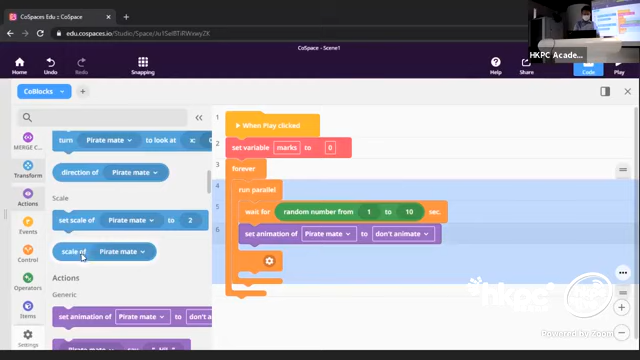 CoSpaces Edu – CoSpace
edu.cospaces.io/Studio/Space/
CoSpace - Scene1
HKPC Acade...
Home
Undo
Redo
Snapping
Help
Share
Code
Play
CoBlocks
MERGE C
Transform
Actions
Events
Control
Operators
Items
Settings
turn Pirate mate to look at x: 0
direction of Pirate mate
Scale
set scale of Pirate mate to 2
scale of Pirate mate
Actions
Generic
set animation of Pirate mate to don't a
Pirate mate
1 When Play clicked
2 set variable marks to 0
3 forever
4 run parallel
5 wait for random number from 1 to 10 sec.
6 set animation of Pirate mate to don't animate
hkpc
Powered by Zoom